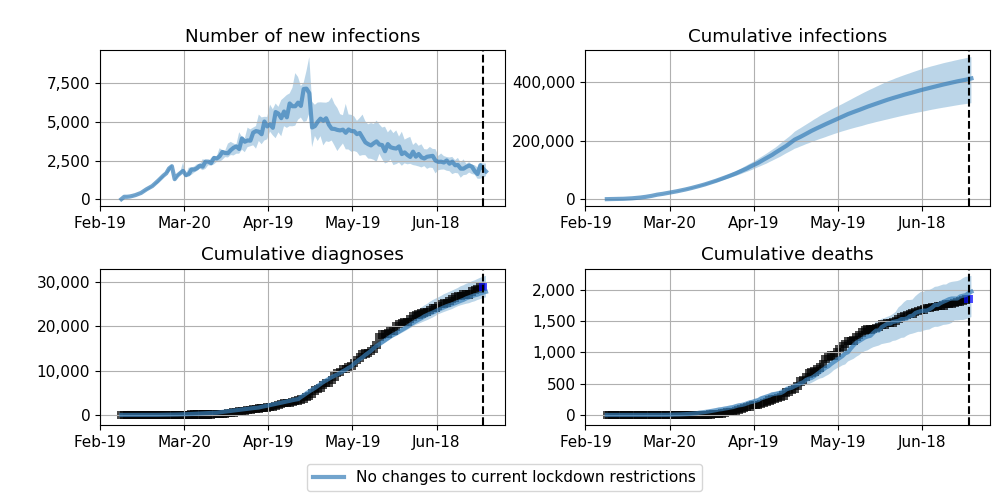 Number of new infections
7,500
5,000
2,500
0
Feb-19 Mar-20 Apr-19 May-19 Jun-18
Cumulative infections
400,000
200,000
0
Feb-19 Mar-20 Apr-19 May-19 Jun-18
Cumulative diagnoses
30,000
20,000
10,000
0
Feb-19 Mar-20 Apr-19 May-19 Jun-18
Cumulative deaths
2,000
1,500
1,000
500
0
Feb-19 Mar-20 Apr-19 May-19 Jun-18
No changes to current lockdown restrictions